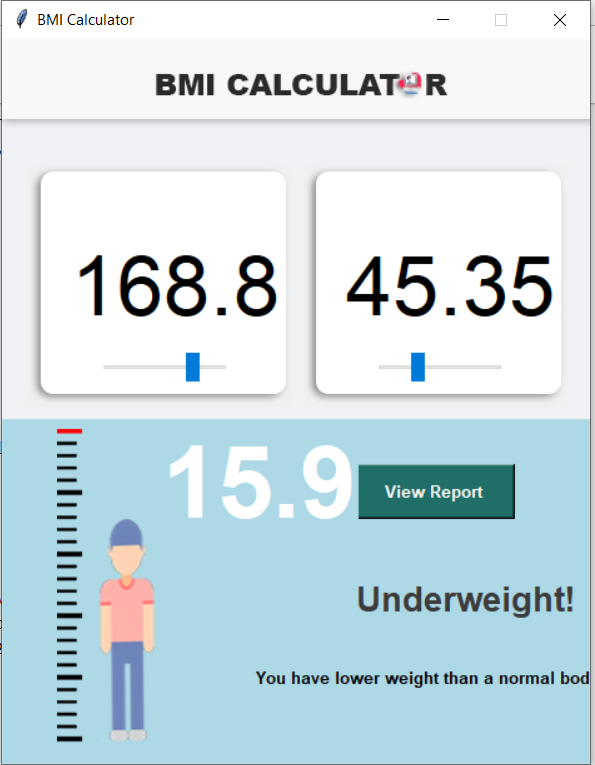 BMI Calculator
BMI CALCULAT R
168.8
45.35
15.9
View Report
Underweight!
You have lower weight than a normal bod